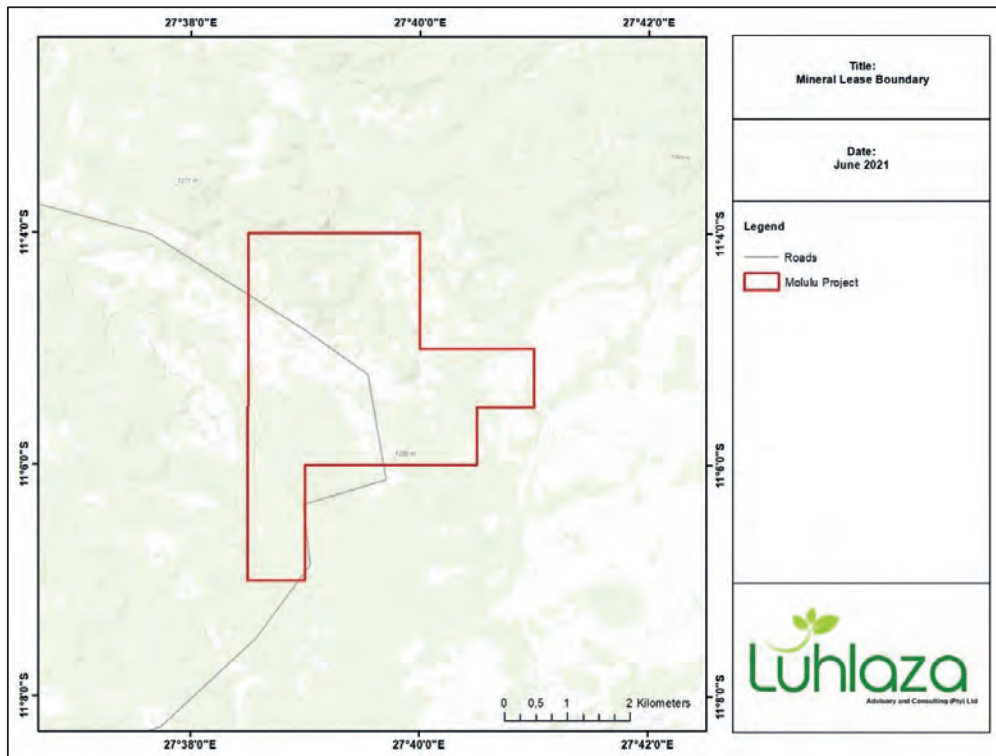 27°38'0"E 27°40'0"E 27°42'0"E
11°4'0"S 11°4'0"S
11°6'0"S 11°6'0"S
11°8'0"S 11°8'0"S
0 0,5 1 2 Kilometers
27°38'0"E 27°40'0"E 27°42'0"E
Title:
Mineral Lease Boundary
Date:
June 2021
Legend
Roads
Molulu Project
Luhlaza
Advisory and Consulting (Pty) Ltd